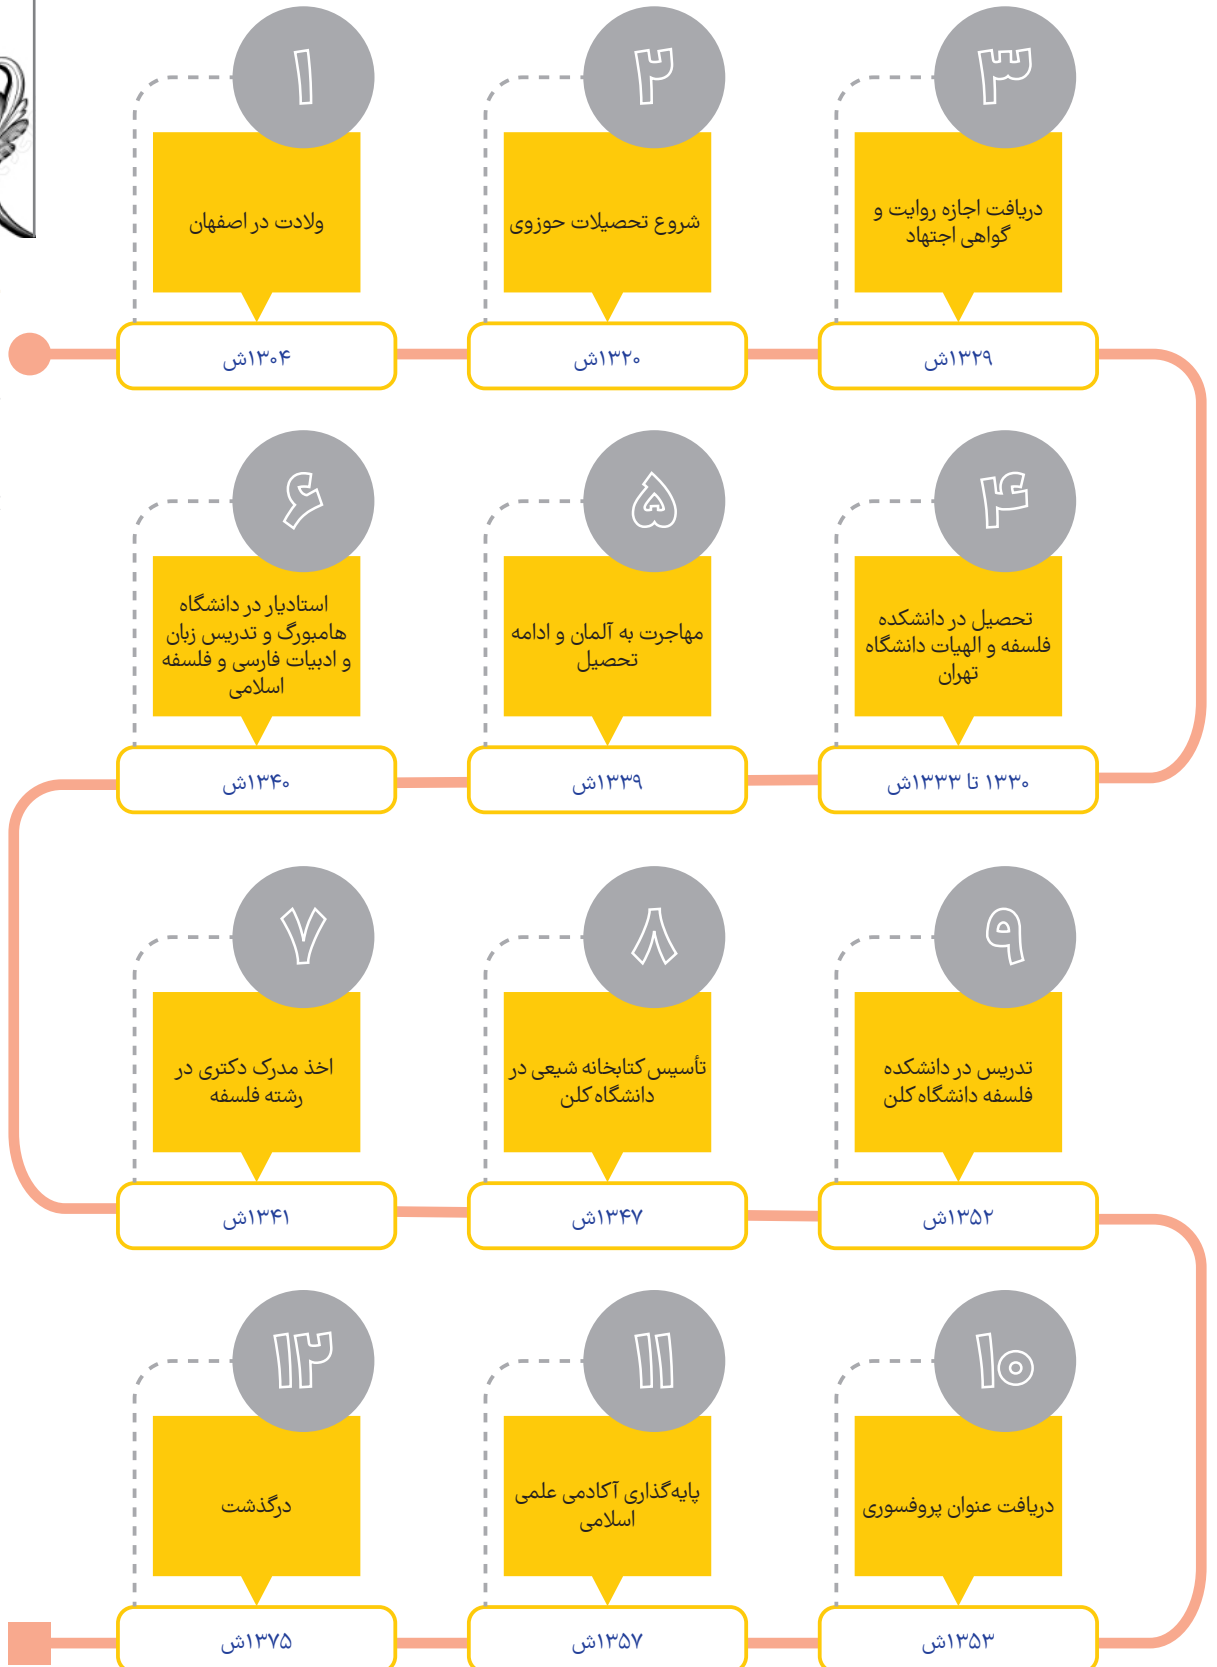 ۱
ولادت در اصفهان
۱۳۰۴ش
۲
شروع تحصیلات حوزوی
۱۳۲۰ش
۳
دریافت اجازه روایت و
گواهی اجتهاد
۱۳۲۹ش
۴
تحصیل در دانشکده
فلسفه و الهیات دانشگاه
تهران
۱۳۳۰ تا ۱۳۳۳ش
۵
مهاجرت به آلمان و ادامه
تحصیل
۱۳۳۹ش
۶
استادیار در دانشگاه
هامبورگ و تدریس زبان
و ادبیات فارسی و فلسفه
اسلامی
۱۳۴۰ش
۷
اخذ مدرک دکتری در
رشته فلسفه
۱۳۴۱ش
۸
تأسیس کتابخانه شیعی در
دانشگاه کلن
۱۳۴۷ش
۹
تدریس در دانشکده
فلسفه دانشگاه کلن
۱۳۵۲ش
۱۰
دریافت عنوان پروفسوری
۱۳۵۳ش
۱۱
پایه‌گذاری آکادمی علمی
اسلامی
۱۳۵۷ش
۱۲
درگذشت
۱۳۷۵ش